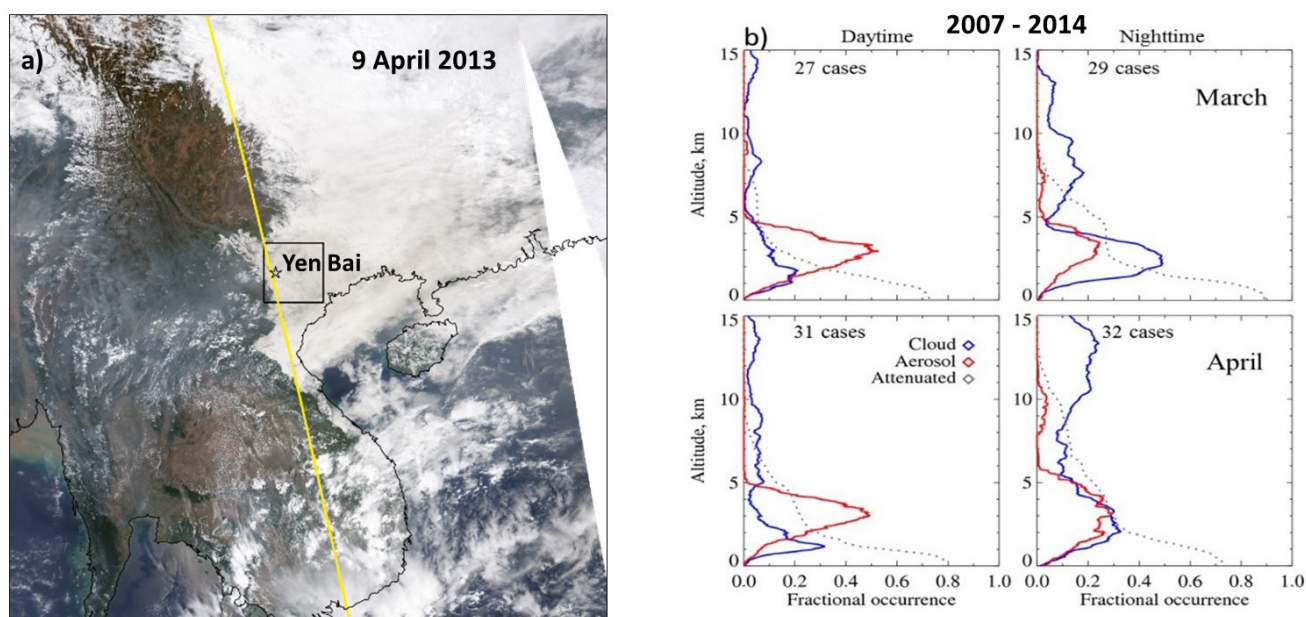 a)
9 April 2013
Yen Bai
2007 - 2014
b)
Daytime
Nighttime
15
27 cases
29 cases
March
10
Altitude, km
5
0
15
31 cases
32 cases
Cloud
Aerosol
Attenuated
April
10
Altitude, km
5
0
0.0 0.2 0.4 0.6 0.8 1.0
Fractional occurrence
15
10
5
0
15
10
5
0
0.0 0.2 0.4 0.6 0.8 1.0
Fractional occurrence